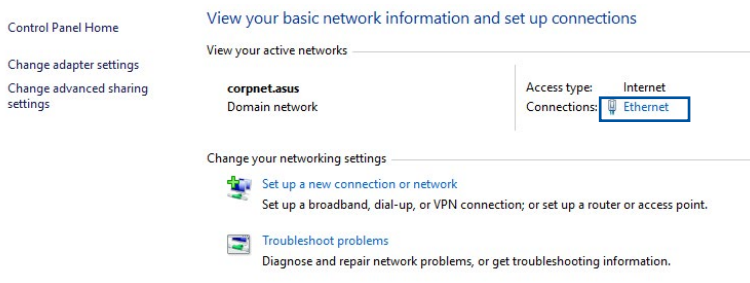 Control Panel Home
Change adapter settings
Change advanced sharing
settings
View your basic network information and set up connections
View your active networks
corpnet.asus
Domain network
Access type: Internet
Connections: Ethernet
Change your networking settings
Set up a new connection or network
Set up a broadband, dial-up, or VPN connection; or set up a router or access point.
Troubleshoot problems
Diagnose and repair network problems, or get troubleshooting information.